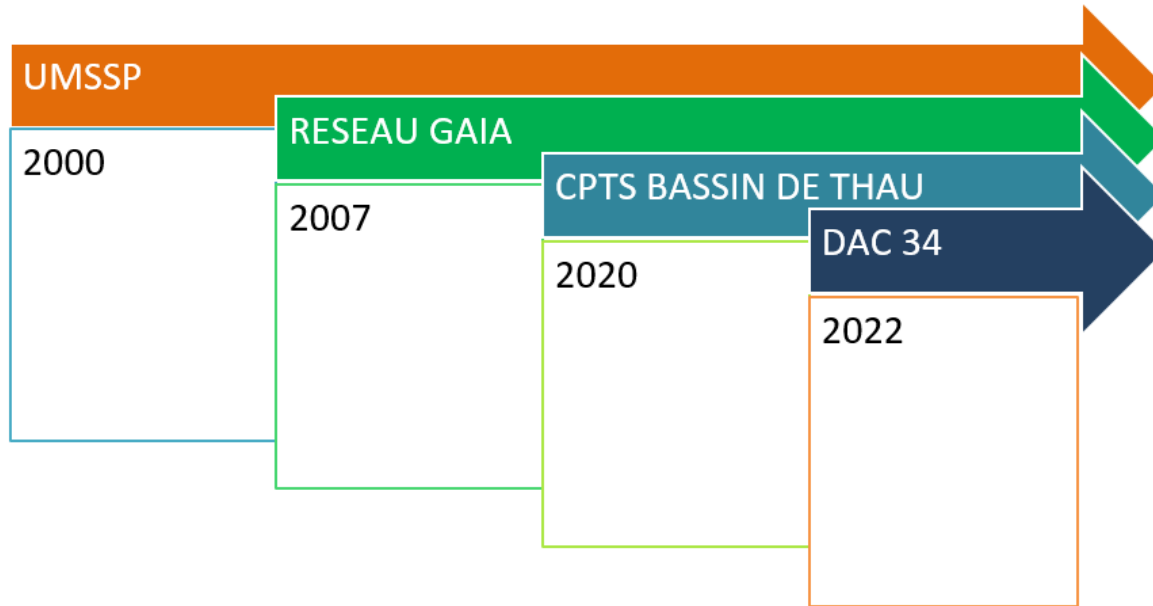 UMSSP
2000
RESEAU GAIA
2007
CPTS BASSIN DE THAU
2020
DAC 34
2022